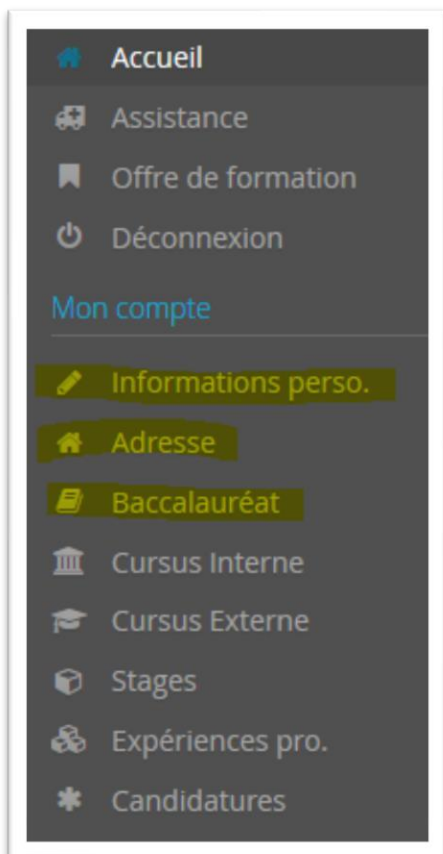 Accueil
Assistance
Offre de formation
Déconnexion
Mon compte
Informations perso.
Adresse
Baccalauréat
Cursus Interne
Cursus Externe
Stages
Expériences pro.
Candidatures